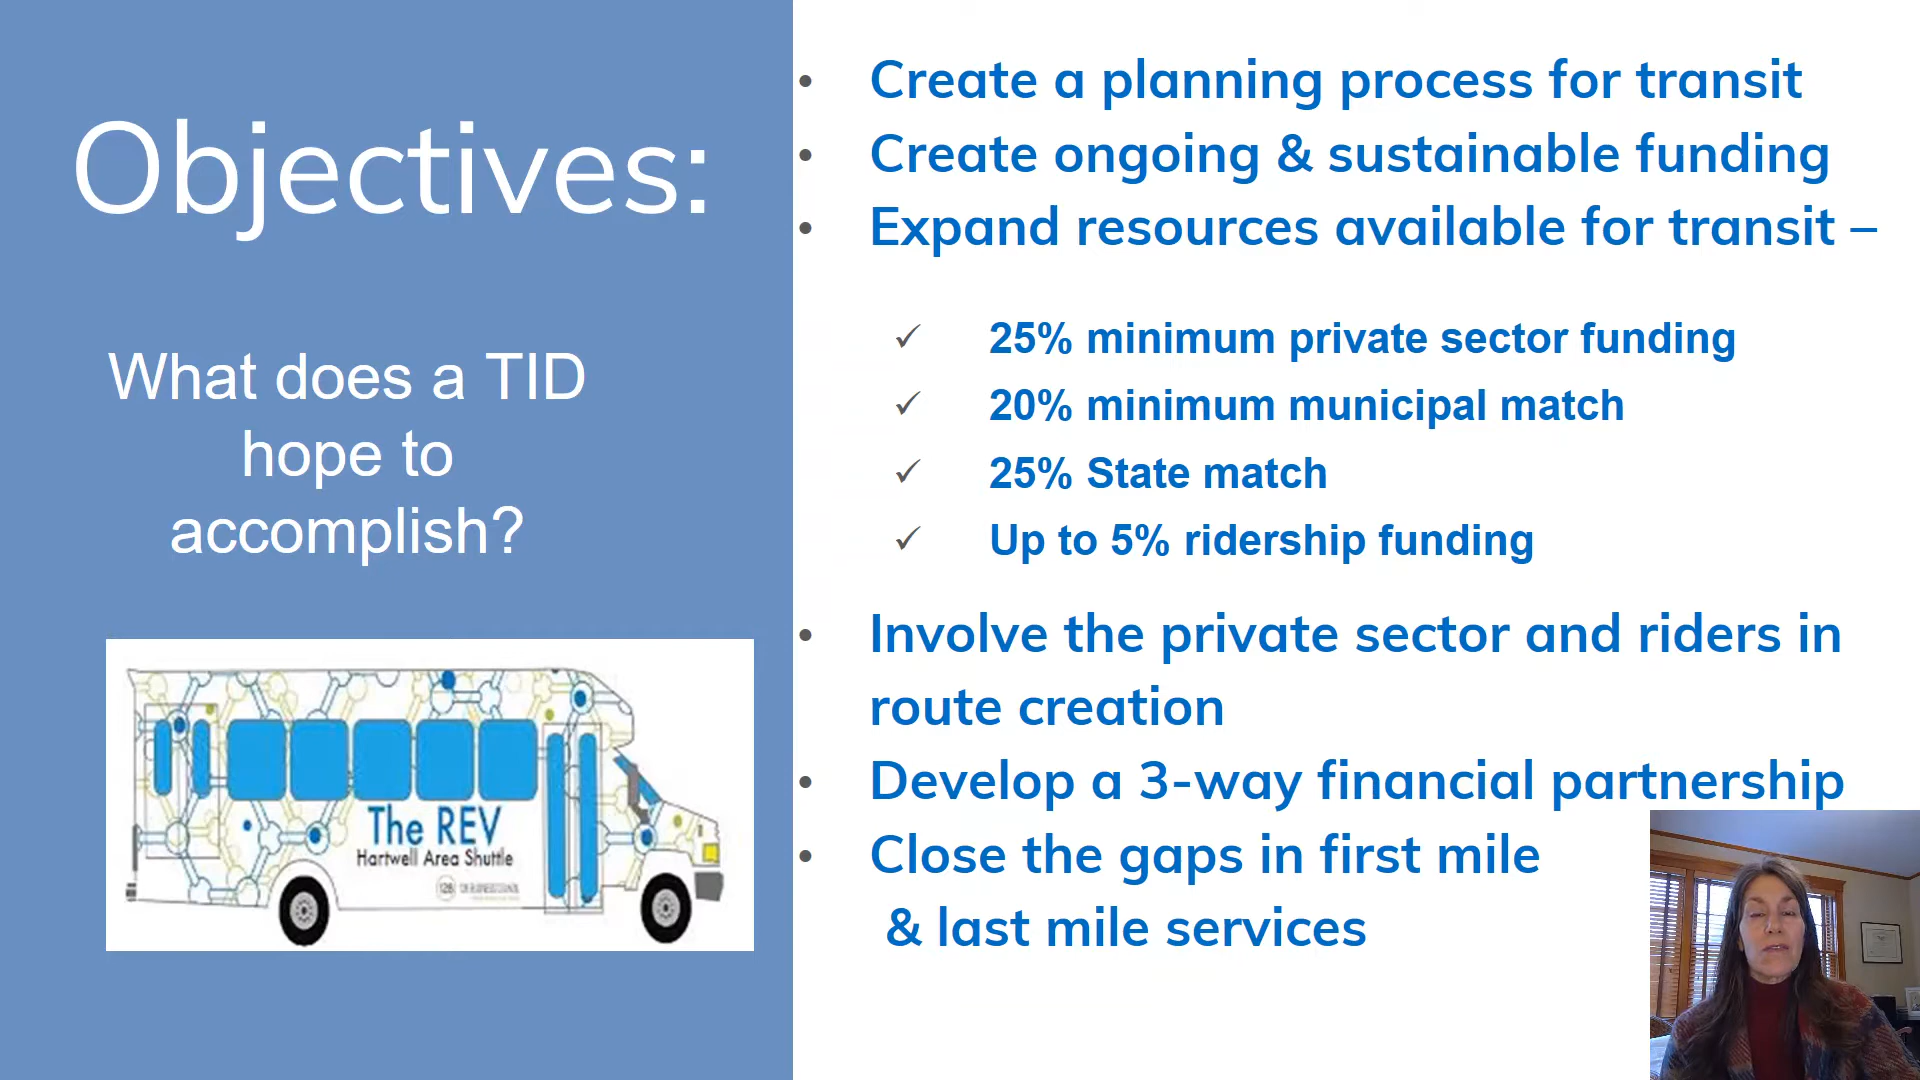 Objectives:
What does a TID
hope to
accomplish?
The REV
Hartwell Area Shuttle
128
• Create a planning process for transit
• Create ongoing & sustainable funding
• Expand resources available for transit –
✓ 25% minimum private sector funding
✓ 20% minimum municipal match
✓ 25% State match
✓ Up to 5% ridership funding
• Involve the private sector and riders in
route creation
• Develop a 3-way financial partnership
• Close the gaps in first mile
& last mile services